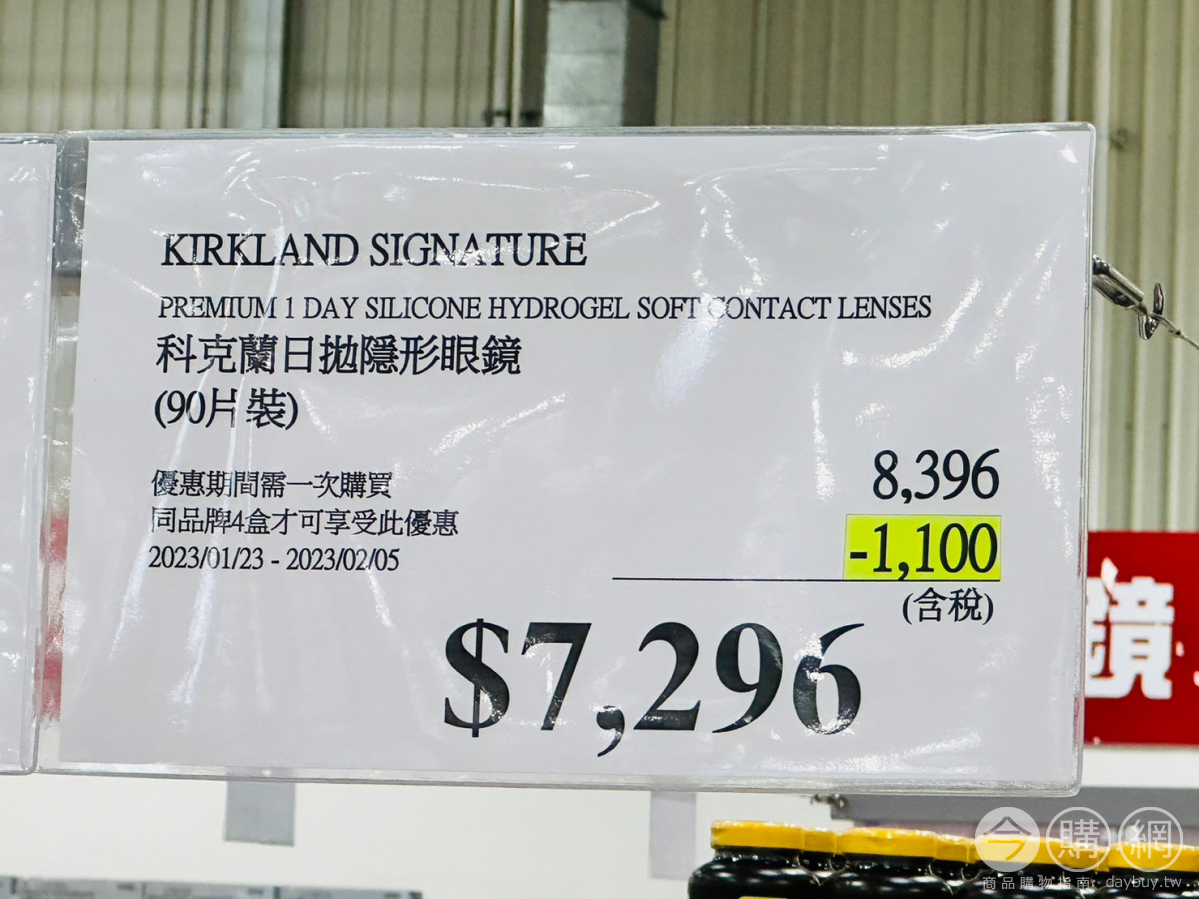 KIRKLAND SIGNATURE
PREMIUM 1 DAY SILICONE HYDROGEL SOFT CONTACT LENSES
科克蘭日拋隱形眼鏡
(90片裝)
優惠期間需一次購買
同品牌4盒才可享受此優惠
2023/01/23 - 2023/02/05
8,396
-1,100
(含稅)
$7,296
鏡
今購網
商品購物指南 daybuy.tw